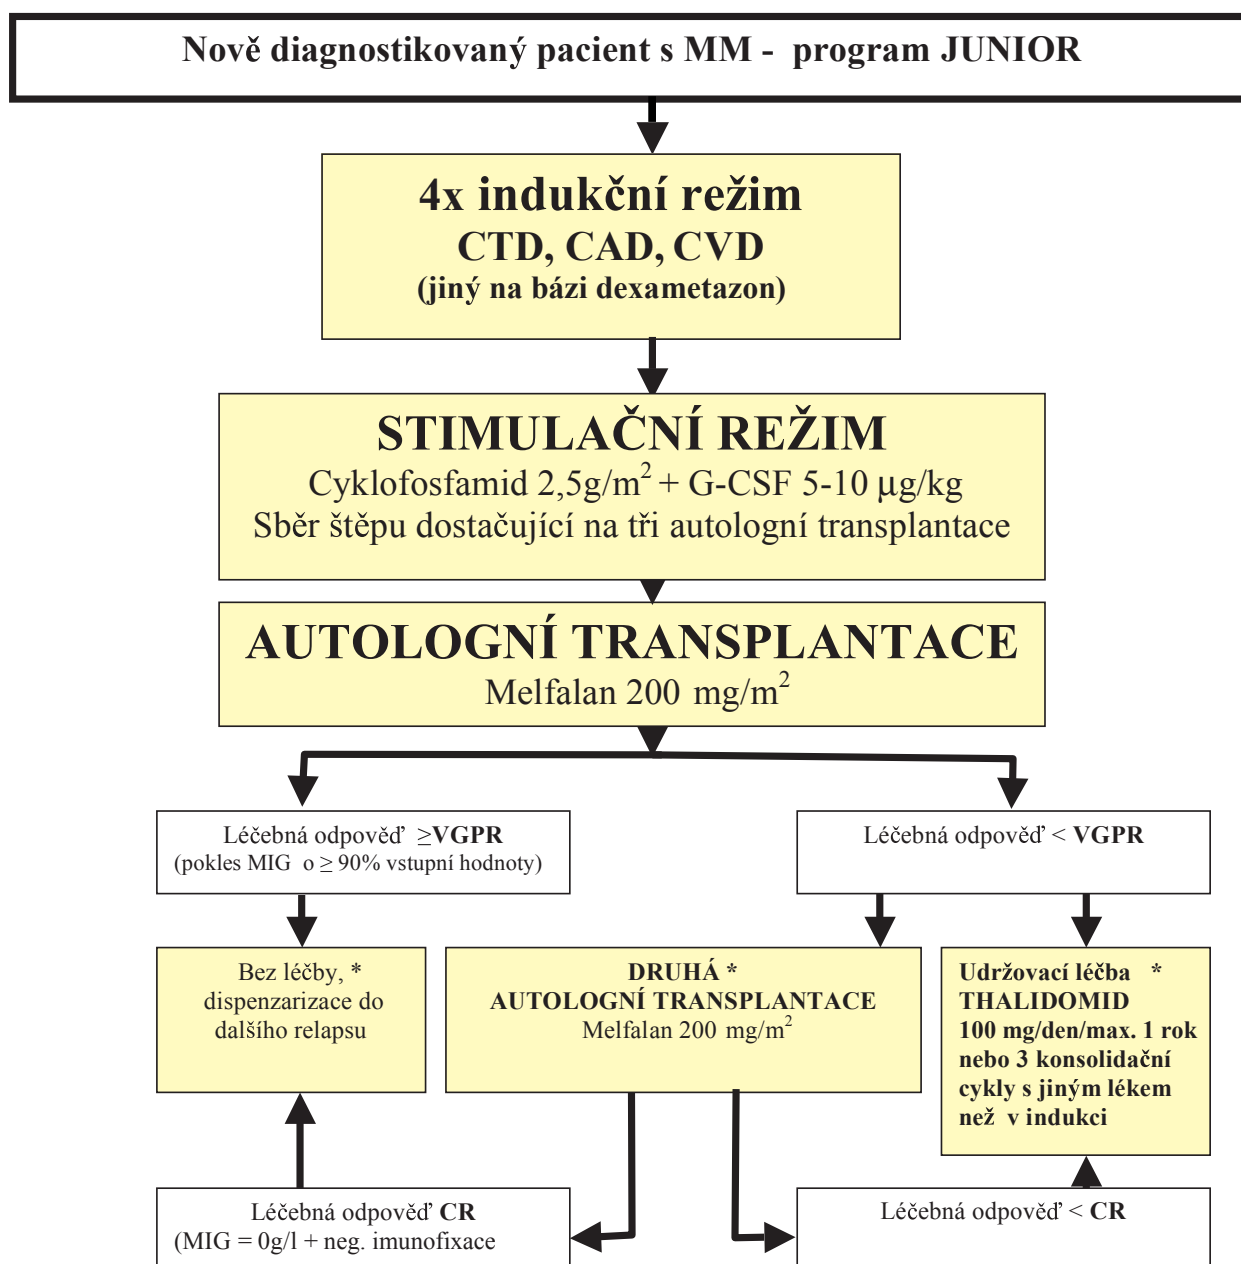 Nově diagnostikovaný pacient s MM - program JUNIOR
4x indukční režim
CTD, CAD, CVD
(jiný na bázi dexametazon)
STIMULAČNÍ REŽIM
Cyklofosfamid 2,5g/m² + G-CSF 5-10 µg/kg
Sběr štěpu dostačující na tři autologní transplantace
AUTOLOGNÍ TRANSPLANTACE
Melfalan 200 mg/m²
Léčebná odpověď ≥VGPR
(pokles MIG o ≥ 90% vstupní hodnoty)
Léčebná odpověď < VGPR
Bez léčby, *
dispenzarizace do
dalšího relapsu
DRUHÁ *
AUTOLOGNÍ TRANSPLANTACE
Melfalan 200 mg/m²
Udržovací léčba *
THALIDOMID
100 mg/den/max. 1 rok
nebo 3 konsolidační
cykly s jiným lékem
než v indukci
Léčebná odpověď CR
(MIG = 0g/l + neg. imunofixace
Léčebná odpověď < CR